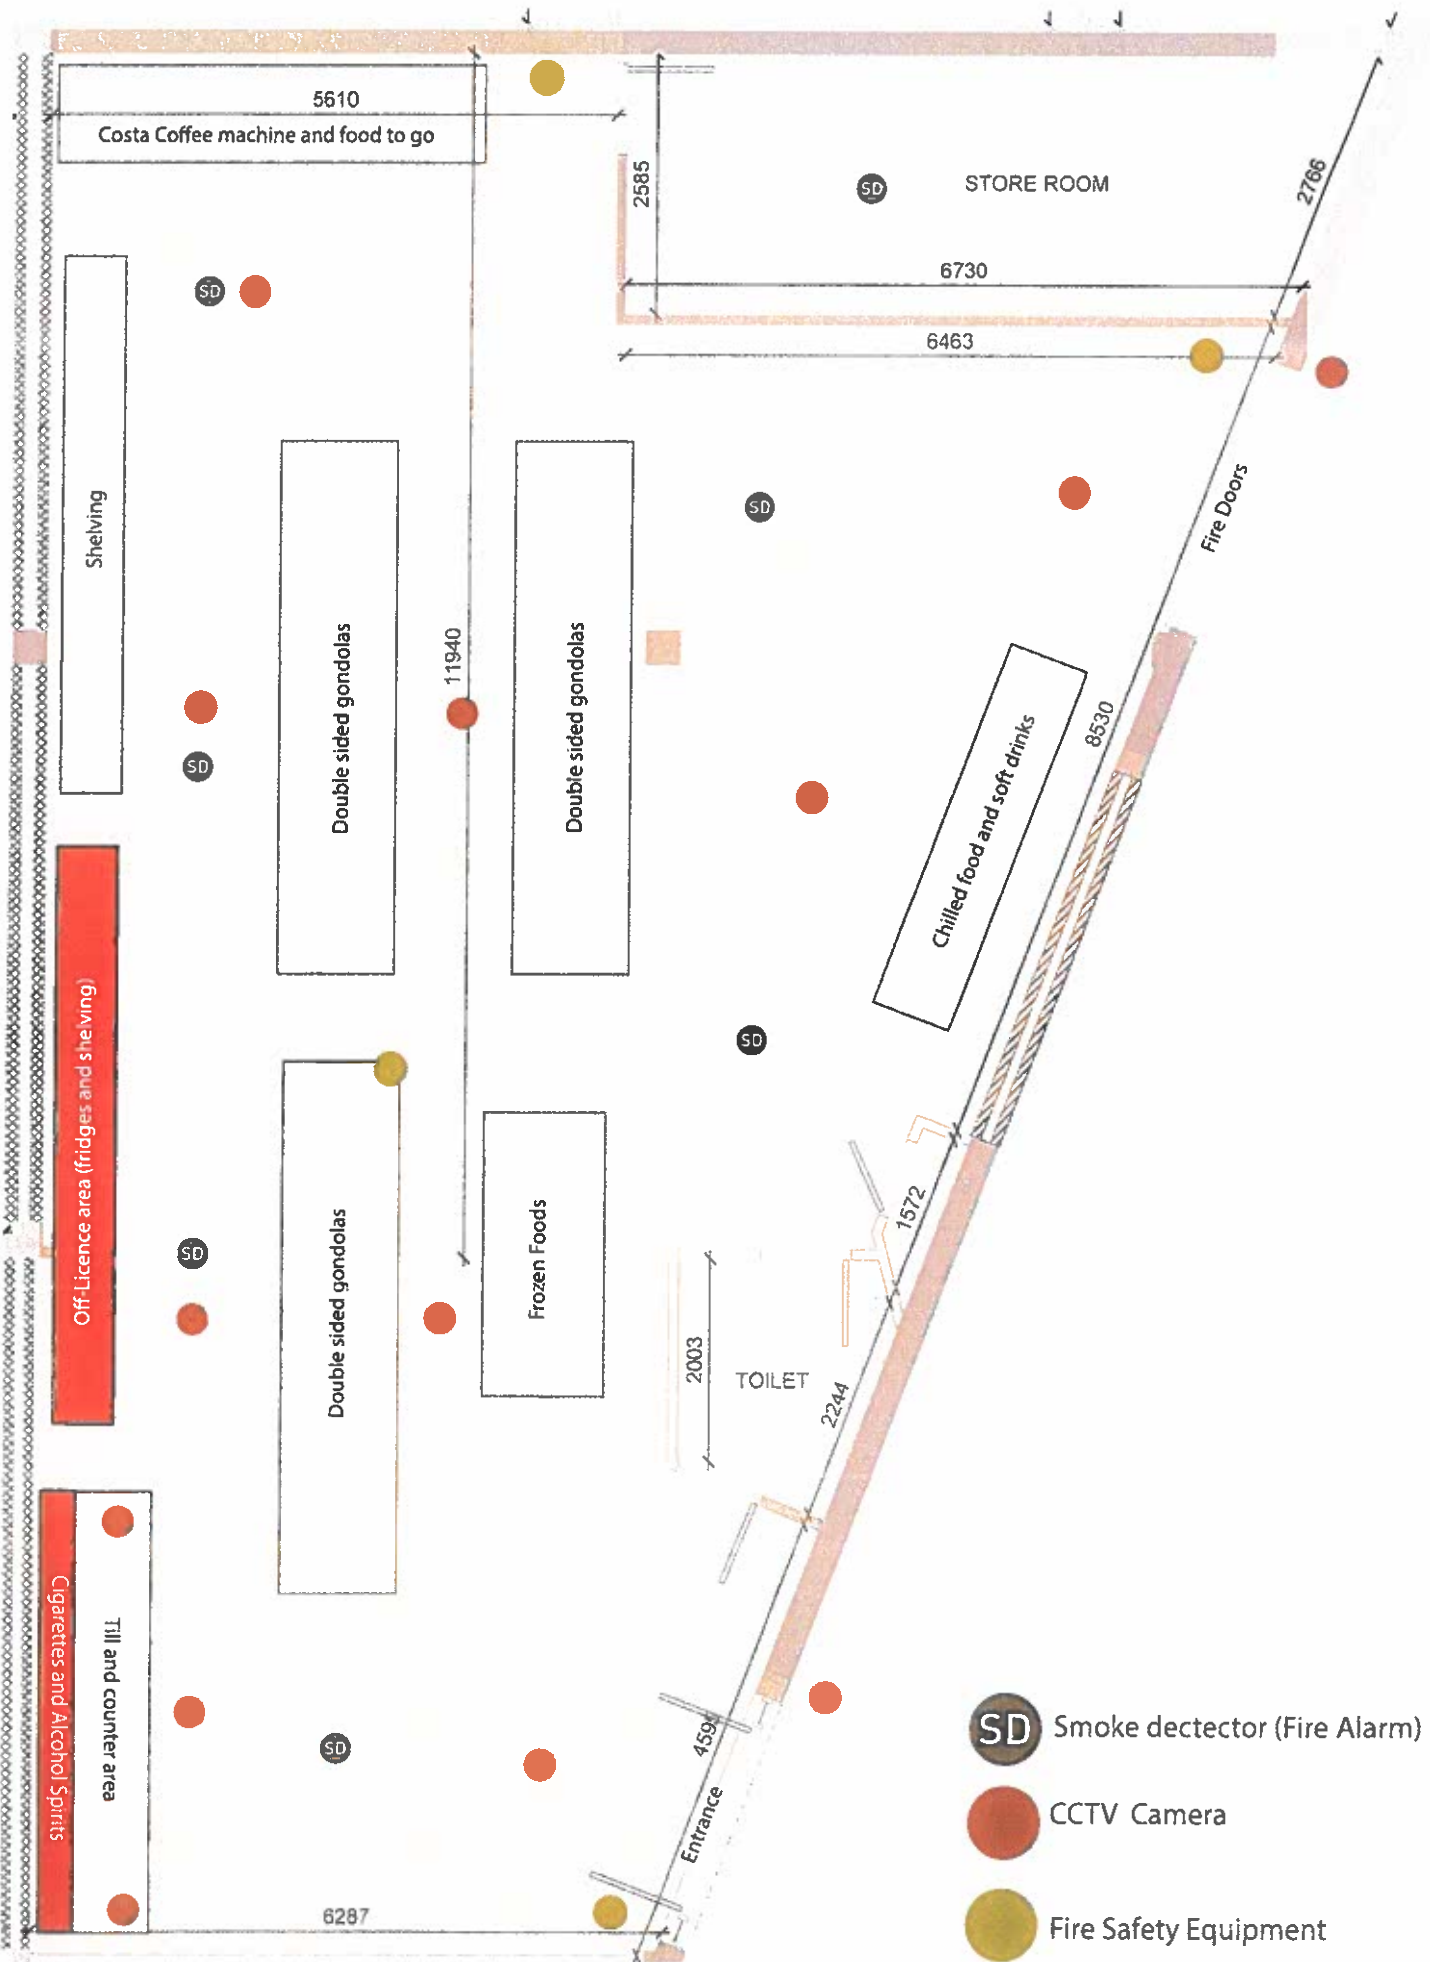 5610
Costa Coffee machine and food to go
2585
SD
STORE ROOM
2766
6730
6463
SD
Shelving
Double sided gondolas
11940
Double sided gondolas
SD
Fire Doors
SD
8530
Chilled food and soft drinks
Off-Licence area (fridges and shelving)
SD
SD
Double sided gondolas
Frozen Foods
1572
2003
TOILET
2244
Cigarettes and Alcohol Spirits
Till and counter area
SD
Entrance
6287
SD Smoke dectector (Fire Alarm)
CCTV Camera
Fire Safety Equipment